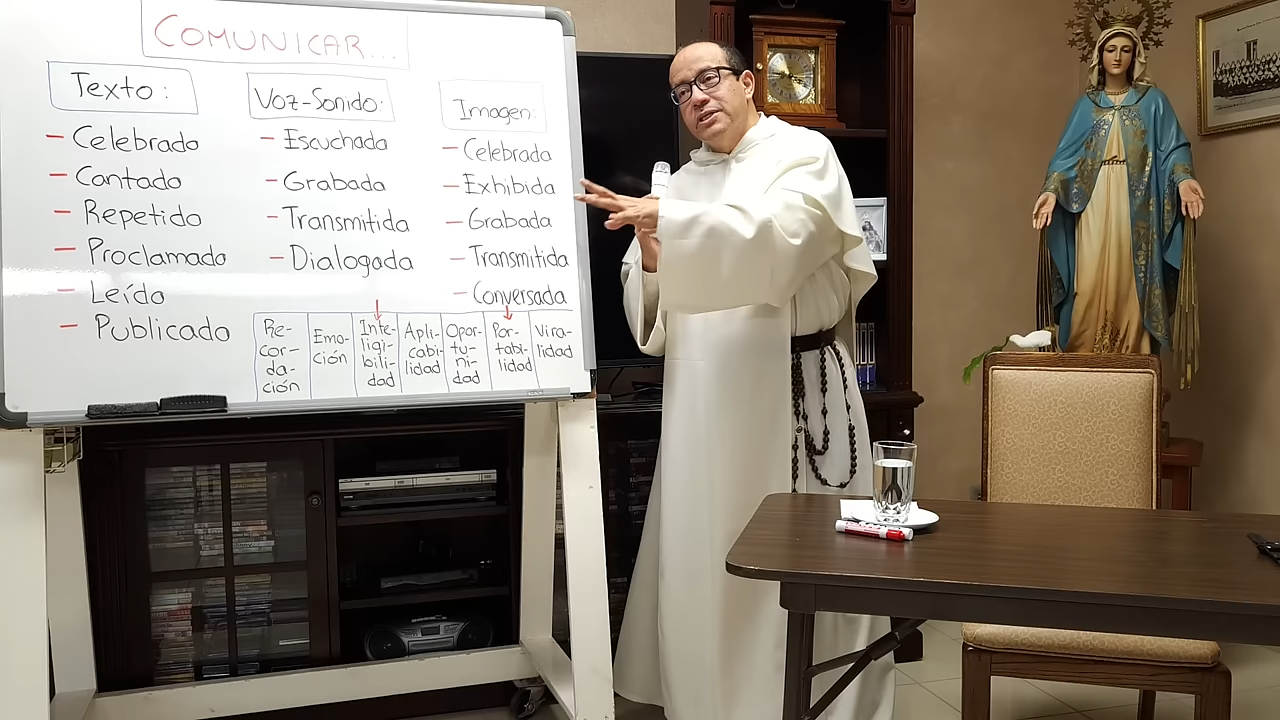 COMUNICAR...
Texto:
- Celebrado
- Cantado
- Repetido
- Proclamado
- Leído
- Publicado
Voz-Sonido:
- Escuchada
- Grabada
- Transmitida
- Dialogada
Imagen:
- Celebrada
- Exhibida
- Grabada
- Transmitida
- Conversada
Re-
cor-
da-
ción
Emo-
ción
Inte-
ligi-
bili-
dad
Apli-
cabi-
lidad
Opor-
tu-
ni-
dad
Por-
tabi-
lidad
Vira-
lidad